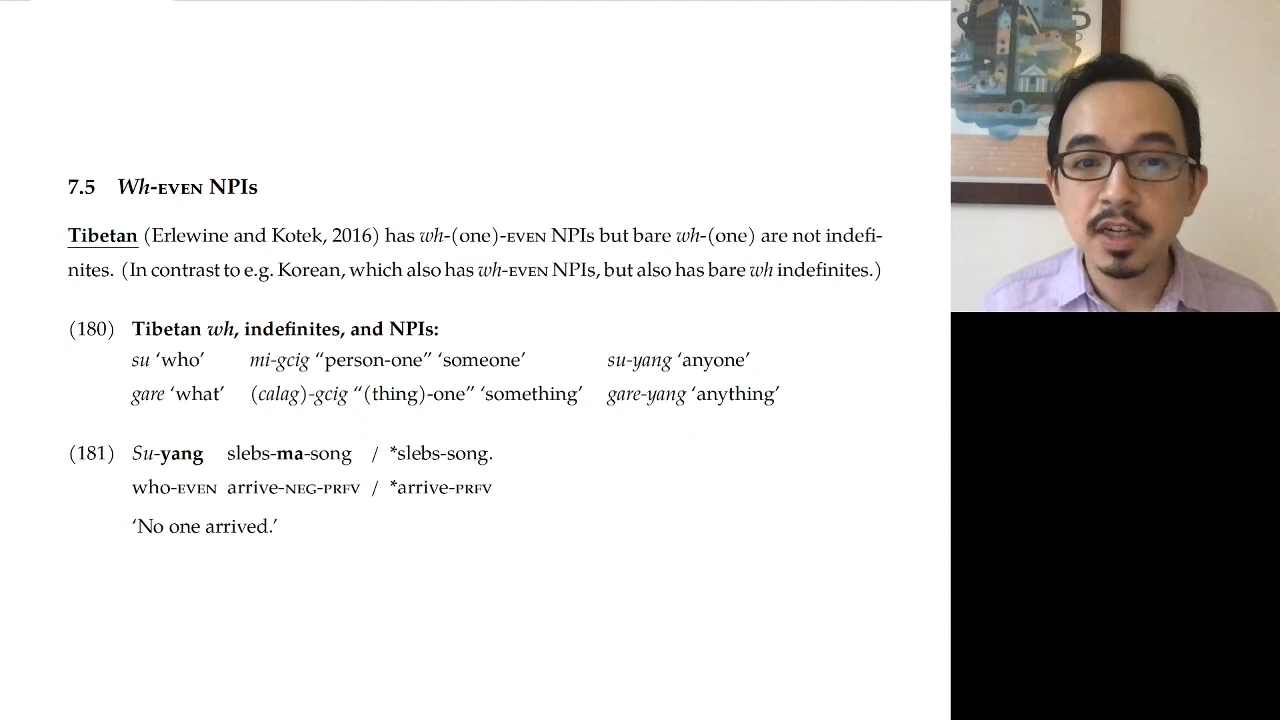 7.5 Wh-EVEN NPIs
Tibetan (Erlewine and Kotek, 2016) has wh-(one)-EVEN NPIs but bare wh-(one) are not indefi-
nites. (In contrast to e.g. Korean, which also has wh-EVEN NPIs, but also has bare wh indefinites.)
(180) Tibetan wh, indefinites, and NPIs:
su ‘who’ mi-gcig “person-one” ‘someone’ su-yang ‘anyone’
gare ‘what’ (calag)-gcig “(thing)-one” ‘something’ gare-yang ‘anything’
(181) Su-yang slebs-ma-song / *slebs-song.
who-EVEN arrive-NEG-PRFV / *arrive-PRFV
‘No one arrived.’